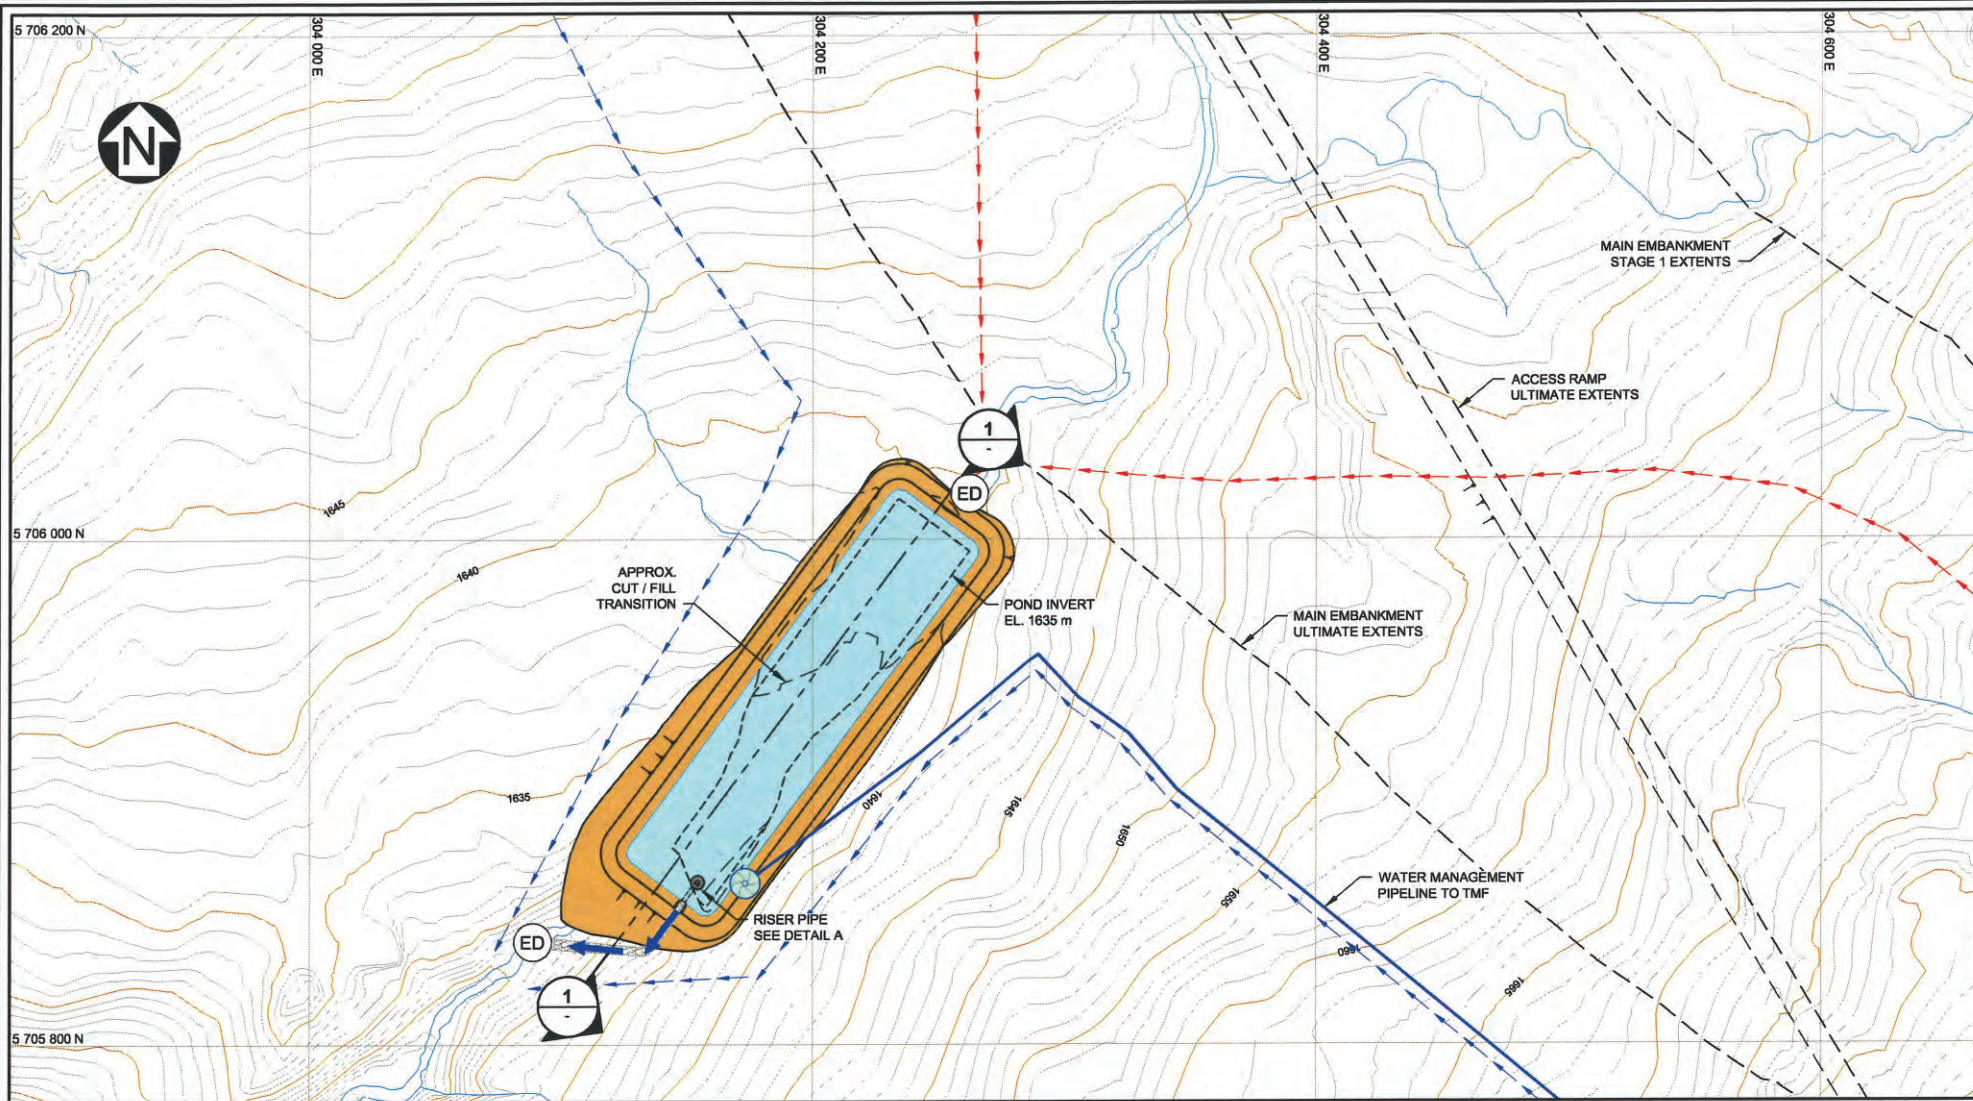 5 706 200 N
304 000 E
304 200 E
304 400 E
304 600 E
N
MAIN EMBANKMENT
STAGE 1 EXTENTS
ACCESS RAMP
ULTIMATE EXTENTS
1
-
ED
1645
5 706 000 N
1640
APPROX.
CUT / FILL
TRANSITION
POND INVERT
EL. 1635 m
MAIN EMBANKMENT
ULTIMATE EXTENTS
1635
1640
1645
1650
WATER MANAGEMENT
PIPELINE TO TMF
1655
RISER PIPE
SEE DETAIL A
ED
1660
1665
1
-
5 705 800 N